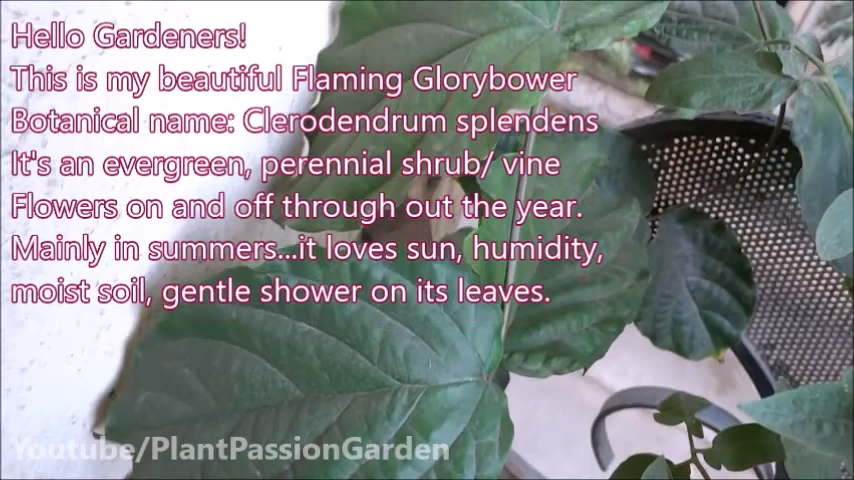 Hello Gardeners!
This is my beautiful Flaming Glorybower
Botanical name: Clerodendrum splendens
It's an evergreen, perennial shrub/ vine
Flowers on and off through out the year.
Mainly in summers...it loves sun, humidity,
moist soil, gentle shower on its leaves.
Youtube/PlantPassionGarden